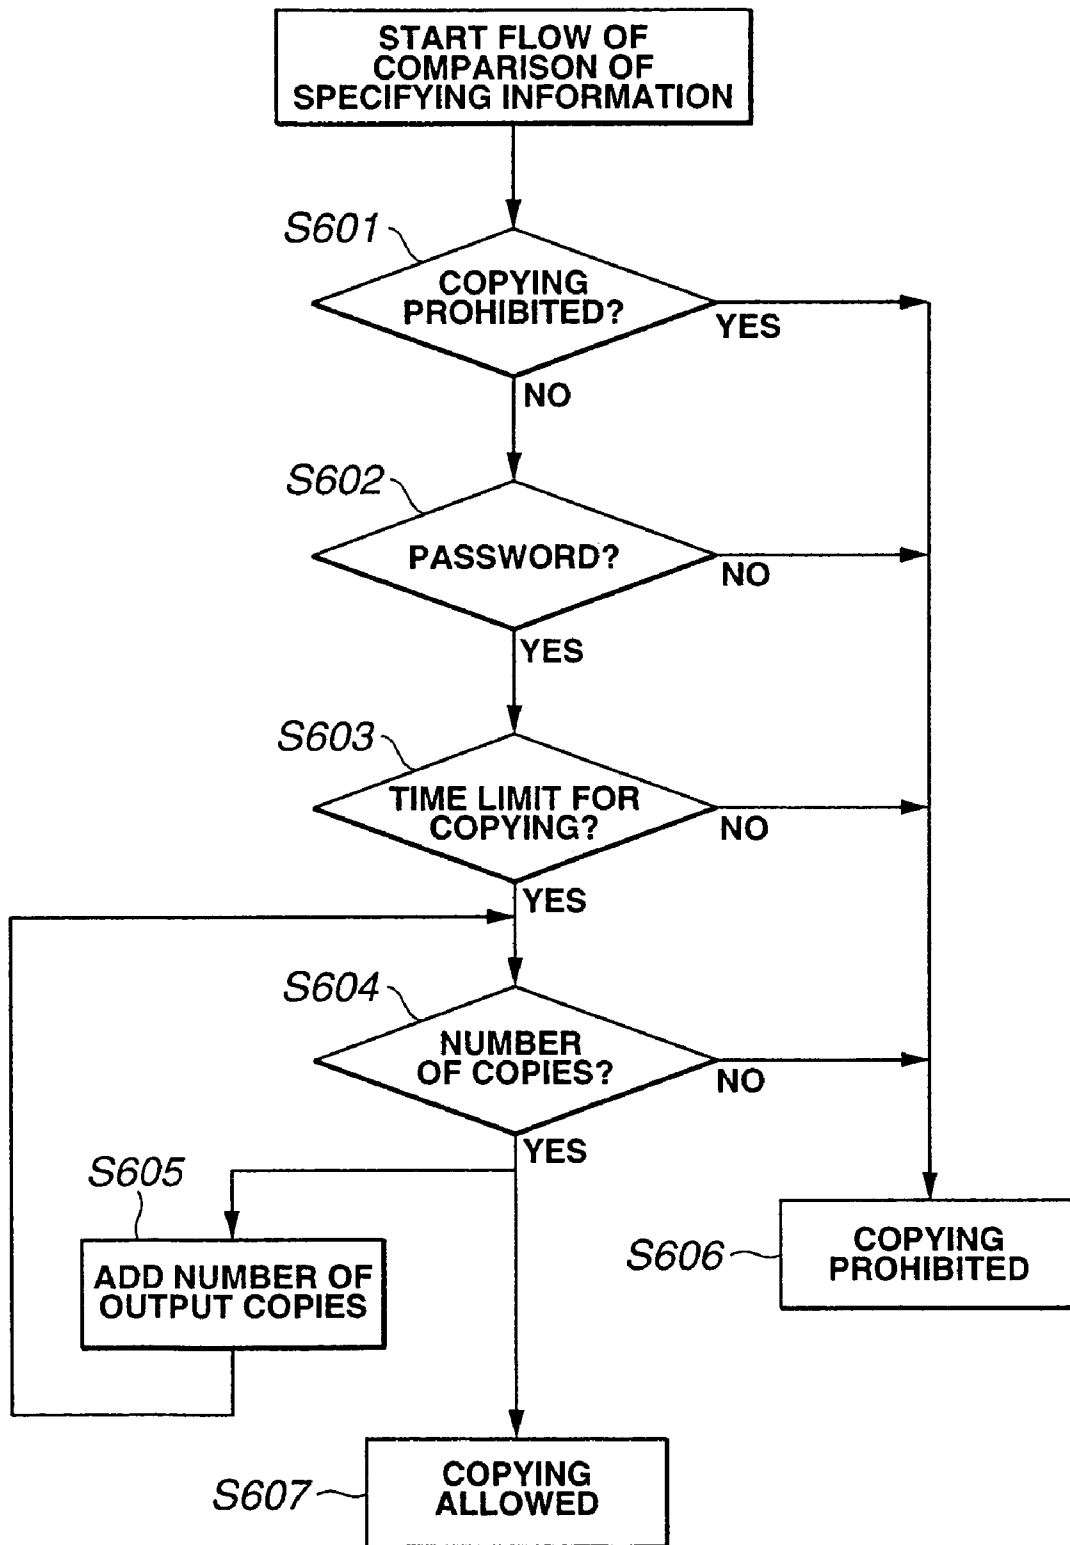 START FLOW OF
COMPARISON OF
SPECIFYING INFORMATION
S601
COPYING
PROHIBITED?
YES
NO
S602
PASSWORD?
NO
YES
S603
TIME LIMIT FOR
COPYING?
NO
YES
S604
NUMBER
OF COPIES?
NO
YES
S605
ADD NUMBER OF
OUTPUT COPIES
S606
COPYING
PROHIBITED
S607
COPYING
ALLOWED